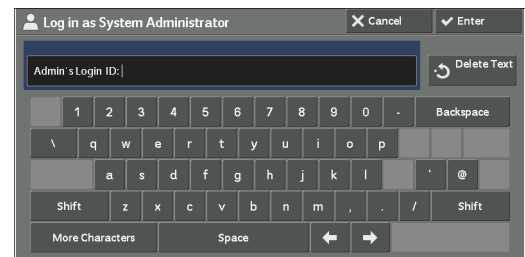 Log in as System Administrator Cancel Enter
Admin's Login ID: Delete Text
1 2 3 4 5 6 7 8 9 0 - Backspace
\ q w e r t y u i o p
a s d f g h j k l ' @
Shift z x c v b n m , . / Shift
More Characters Space